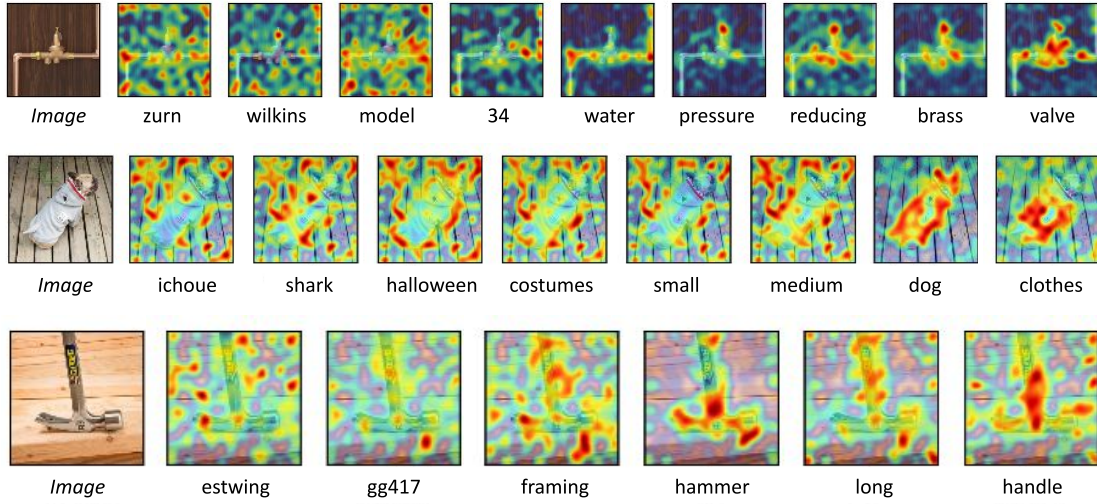 Image zurn wilkins model 34 water pressure reducing brass valve
Image ichoue shark halloween costumes small medium dog clothes
Image estwing gg417 framing hammer long handle